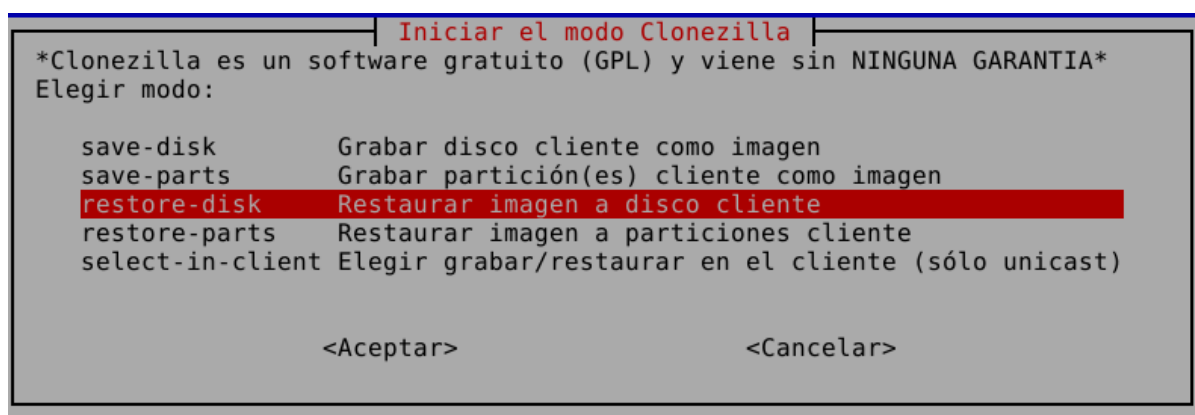 Iniciar el modo Clonezilla
*Clonezilla es un software gratuito (GPL) y viene sin NINGUNA GARANTIA*
Elegir modo:
save-disk Grabar disco cliente como imagen
save-parts Grabar partición(es) cliente como imagen
restore-disk Restaurar imagen a disco cliente
restore-parts Restaurar imagen a particiones cliente
select-in-client Elegir grabar/restaurar en el cliente (sólo unicast)
<Aceptar> <Cancelar>